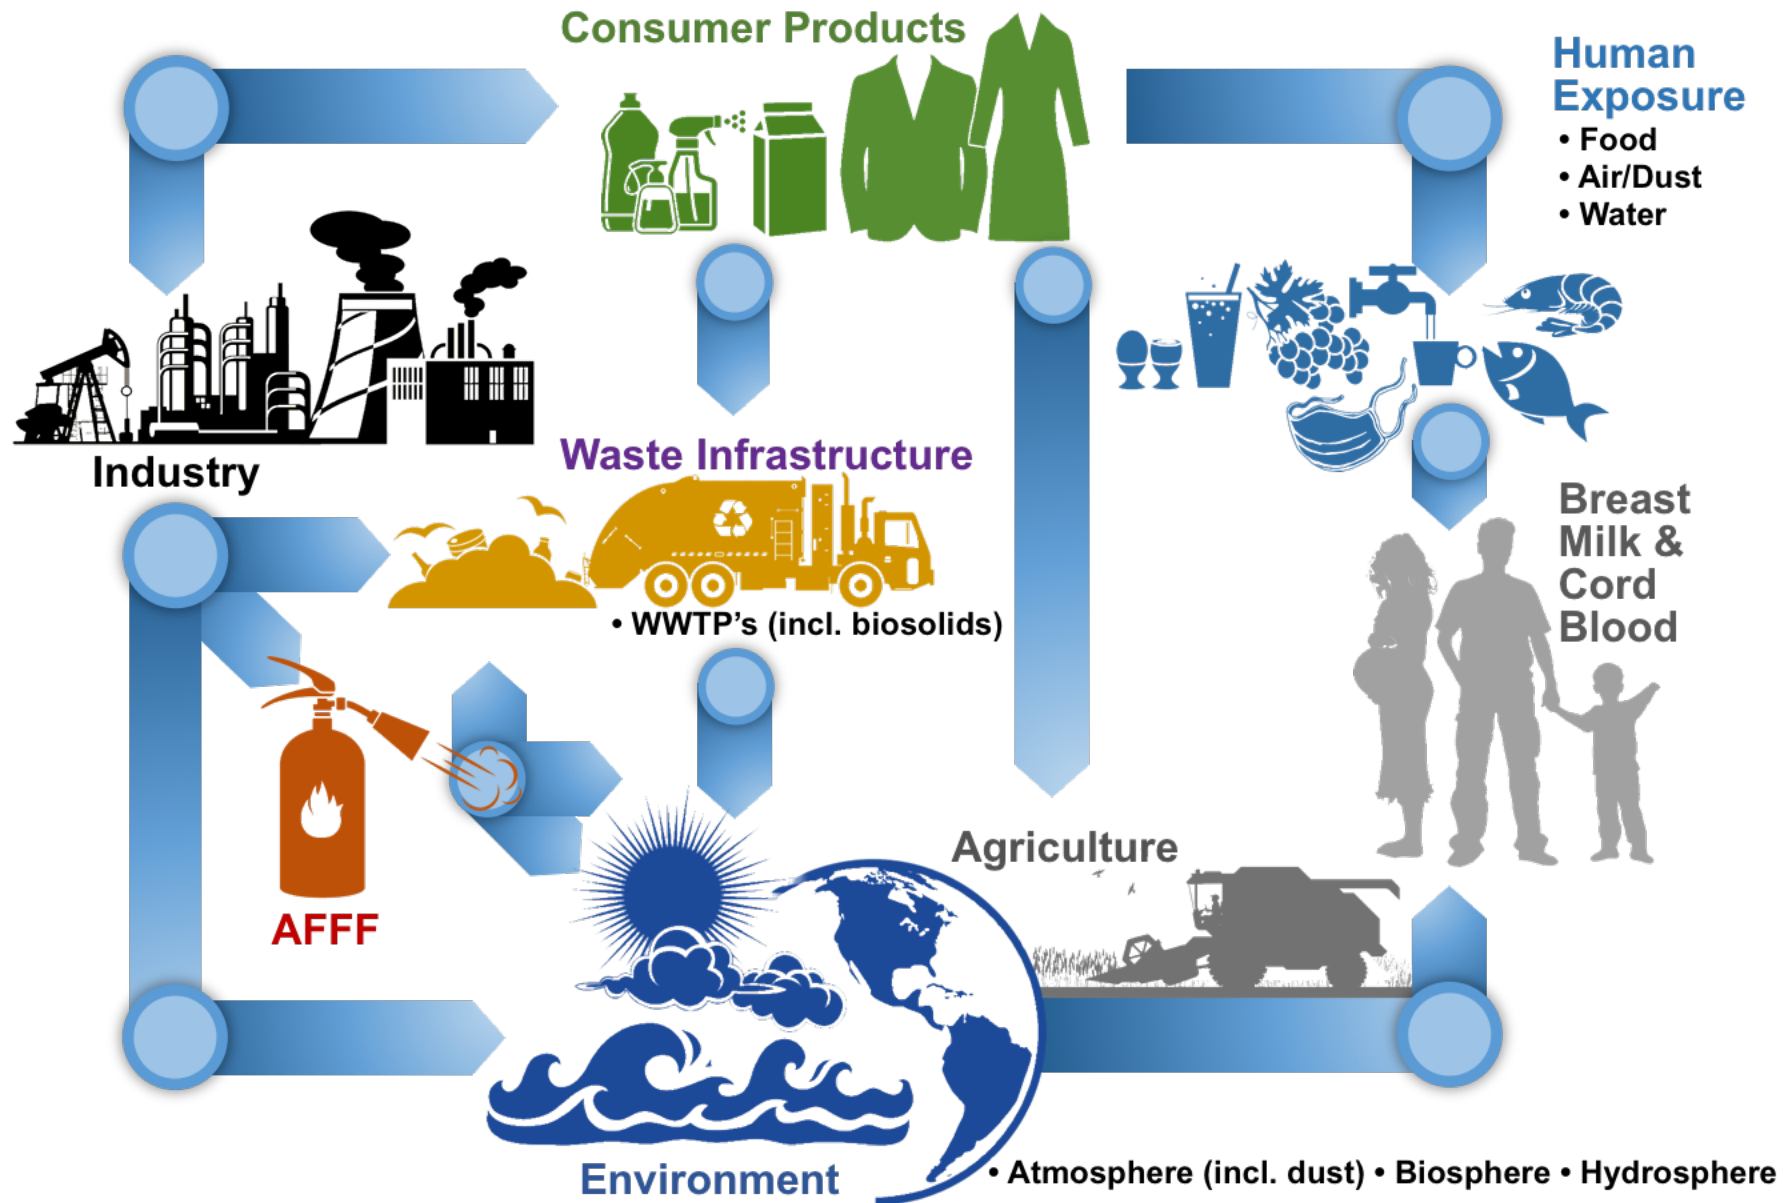 Consumer Products
Human
Exposure
• Food
• Air/Dust
• Water
Industry
Waste Infrastructure
• WWTP's (incl. biosolids)
Breast
Milk &
Cord
Blood
AFFF
Agriculture
Environment
• Atmosphere (incl. dust) • Biosphere • Hydrosphere